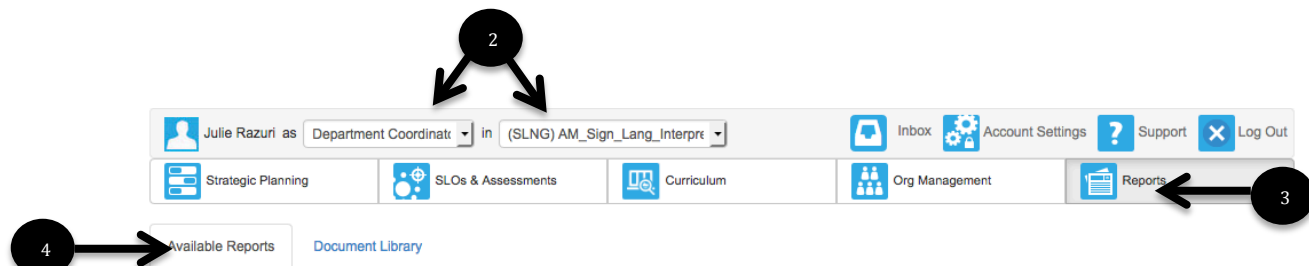 2
Julie Razuri as Department Coordinat in (SLNG) AM_Sign_Lang_Interpre Inbox Account Settings Support Log Out
Strategic Planning SLOs & Assessments Curriculum Org Management Reports
3
4 Available Reports Document Library